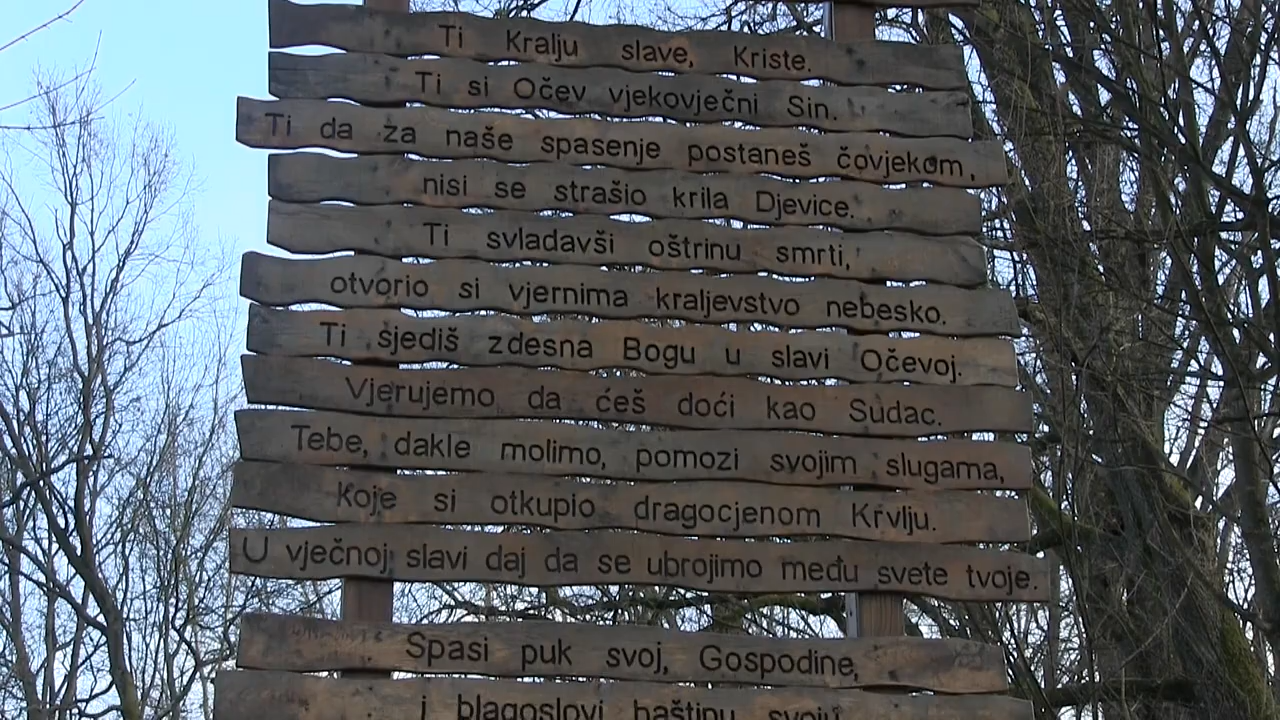 Ti Kralju slave, Kriste.
Ti si Očev vjekovječni Sin.
Ti da za naše spasenje postaneš čovjekom,
nisi se strašio krila Djevice.
Ti svladavši oštrinu smrti,
otvorio si vjernima kraljevstvo nebesko.
Ti sjediš zdesna Bogu u slavi Očevoj.
Vjerujemo da ćeš doći kao Sudac.
Tebe, dakle molimo, pomozi svojim slugama,
Koje si otkupio dragocjenom Krvlju.
U vječnoj slavi daj da se ubrojimo među svete tvoje.
Spasi puk svoj, Gospodine,
i blagoslovi baštinu svoju